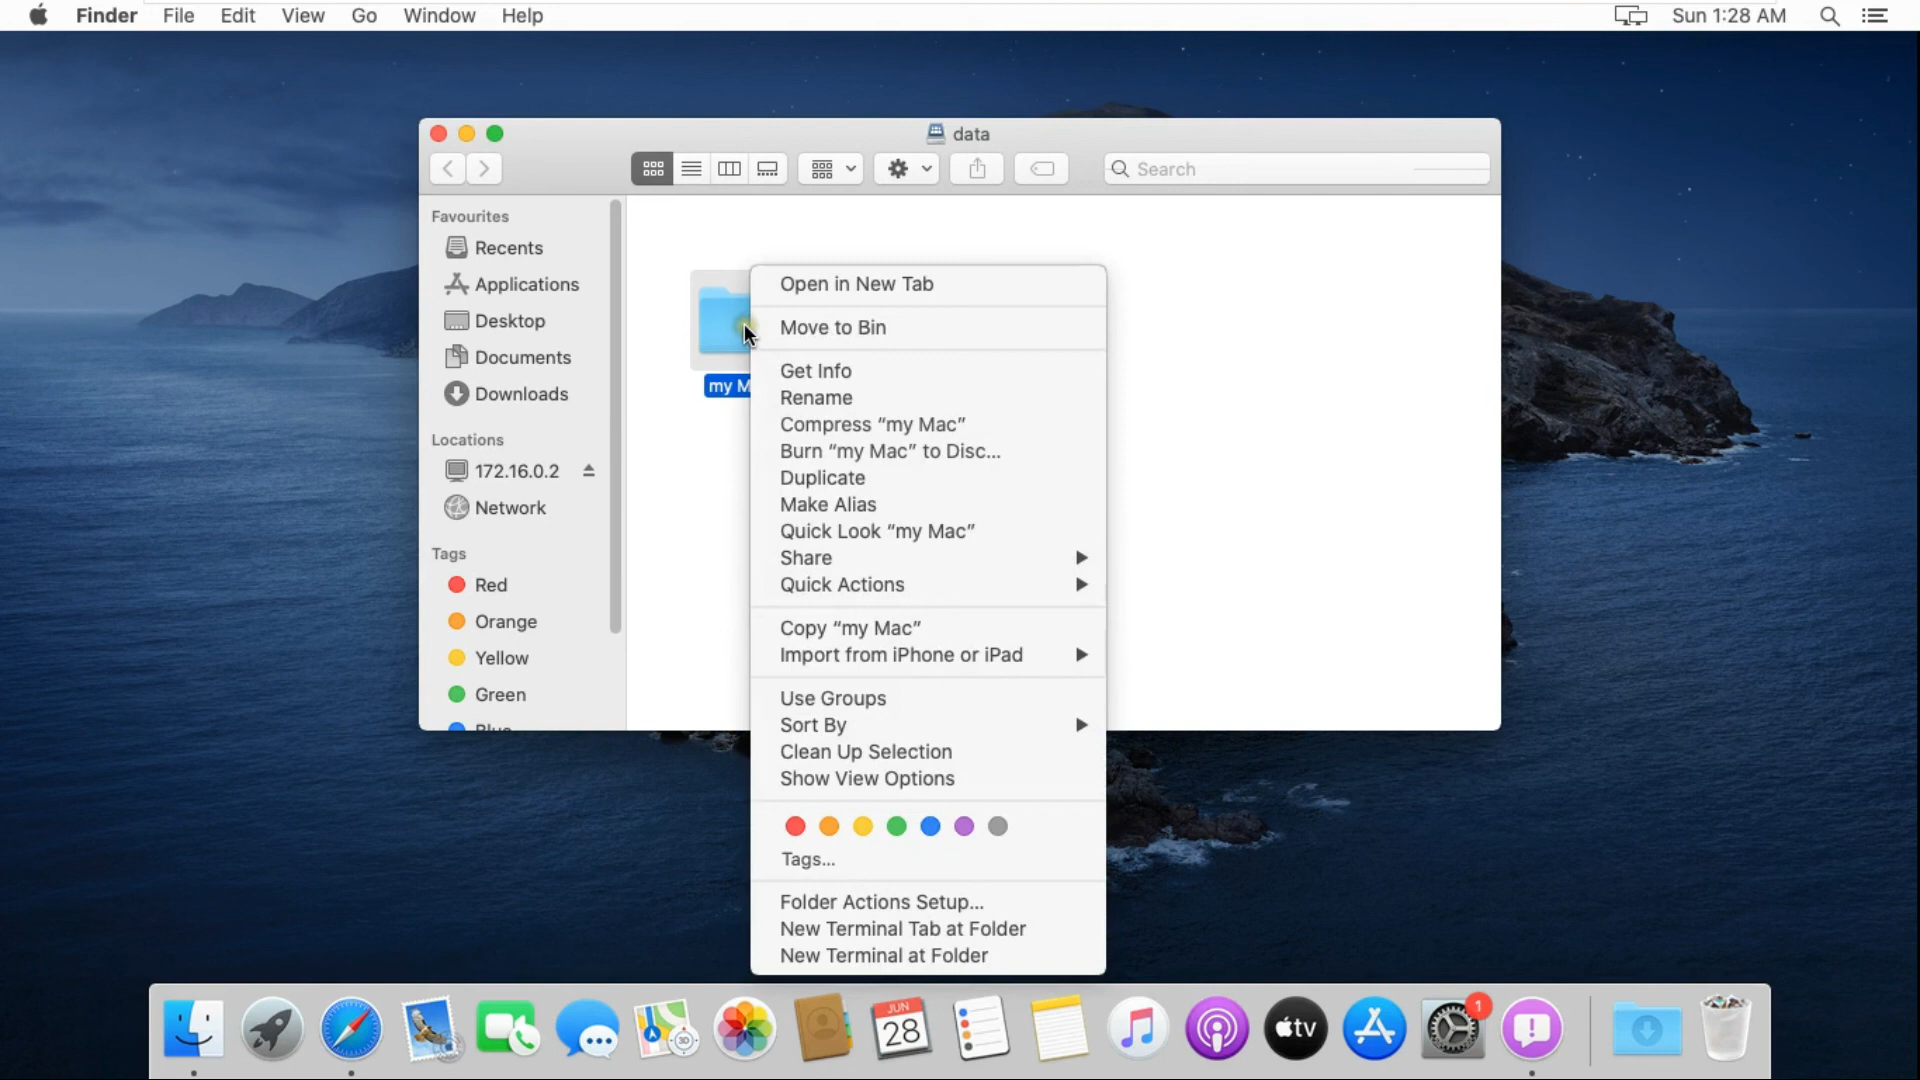 Finder File Edit View Go Window Help Sun 1:28 AM
data
Search
Favourites
Recents
Applications
Desktop
Documents
Downloads
Locations
172.16.0.2
Network
Tags
Red
Orange
Yellow
Green
Blue
my M
Open in New Tab
Move to Bin
Get Info
Rename
Compress “my Mac”
Burn “my Mac” to Disc...
Duplicate
Make Alias
Quick Look “my Mac”
Share
Quick Actions
Copy “my Mac”
Import from iPhone or iPad
Use Groups
Sort By
Clean Up Selection
Show View Options
Tags...
Folder Actions Setup...
New Terminal Tab at Folder
New Terminal at Folder
JUN
28
3D
tv
1